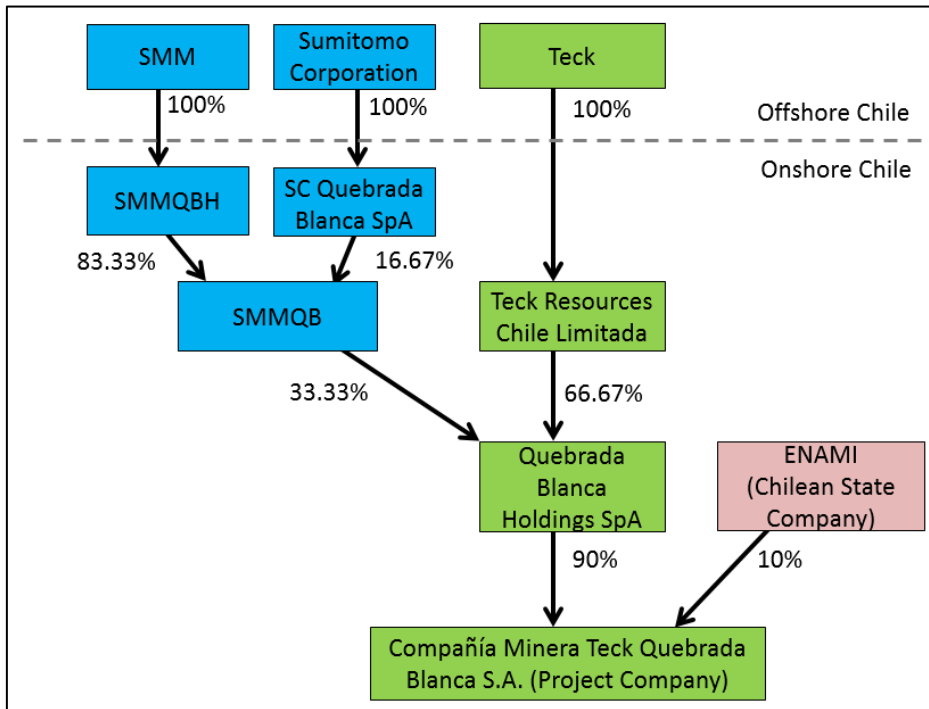 SMM
Sumitomo
Corporation
Teck
100%
100%
100%
Offshore Chile
Onshore Chile
SMMQBH
SC Quebrada
Blanca SpA
83.33%
16.67%
SMMQB
Teck Resources
Chile Limitada
33.33%
66.67%
Quebrada
Blanca
Holdings SpA
ENAMI
(Chilean State
Company)
90%
10%
Compañía Minera Teck Quebrada
Blanca S.A. (Project Company)